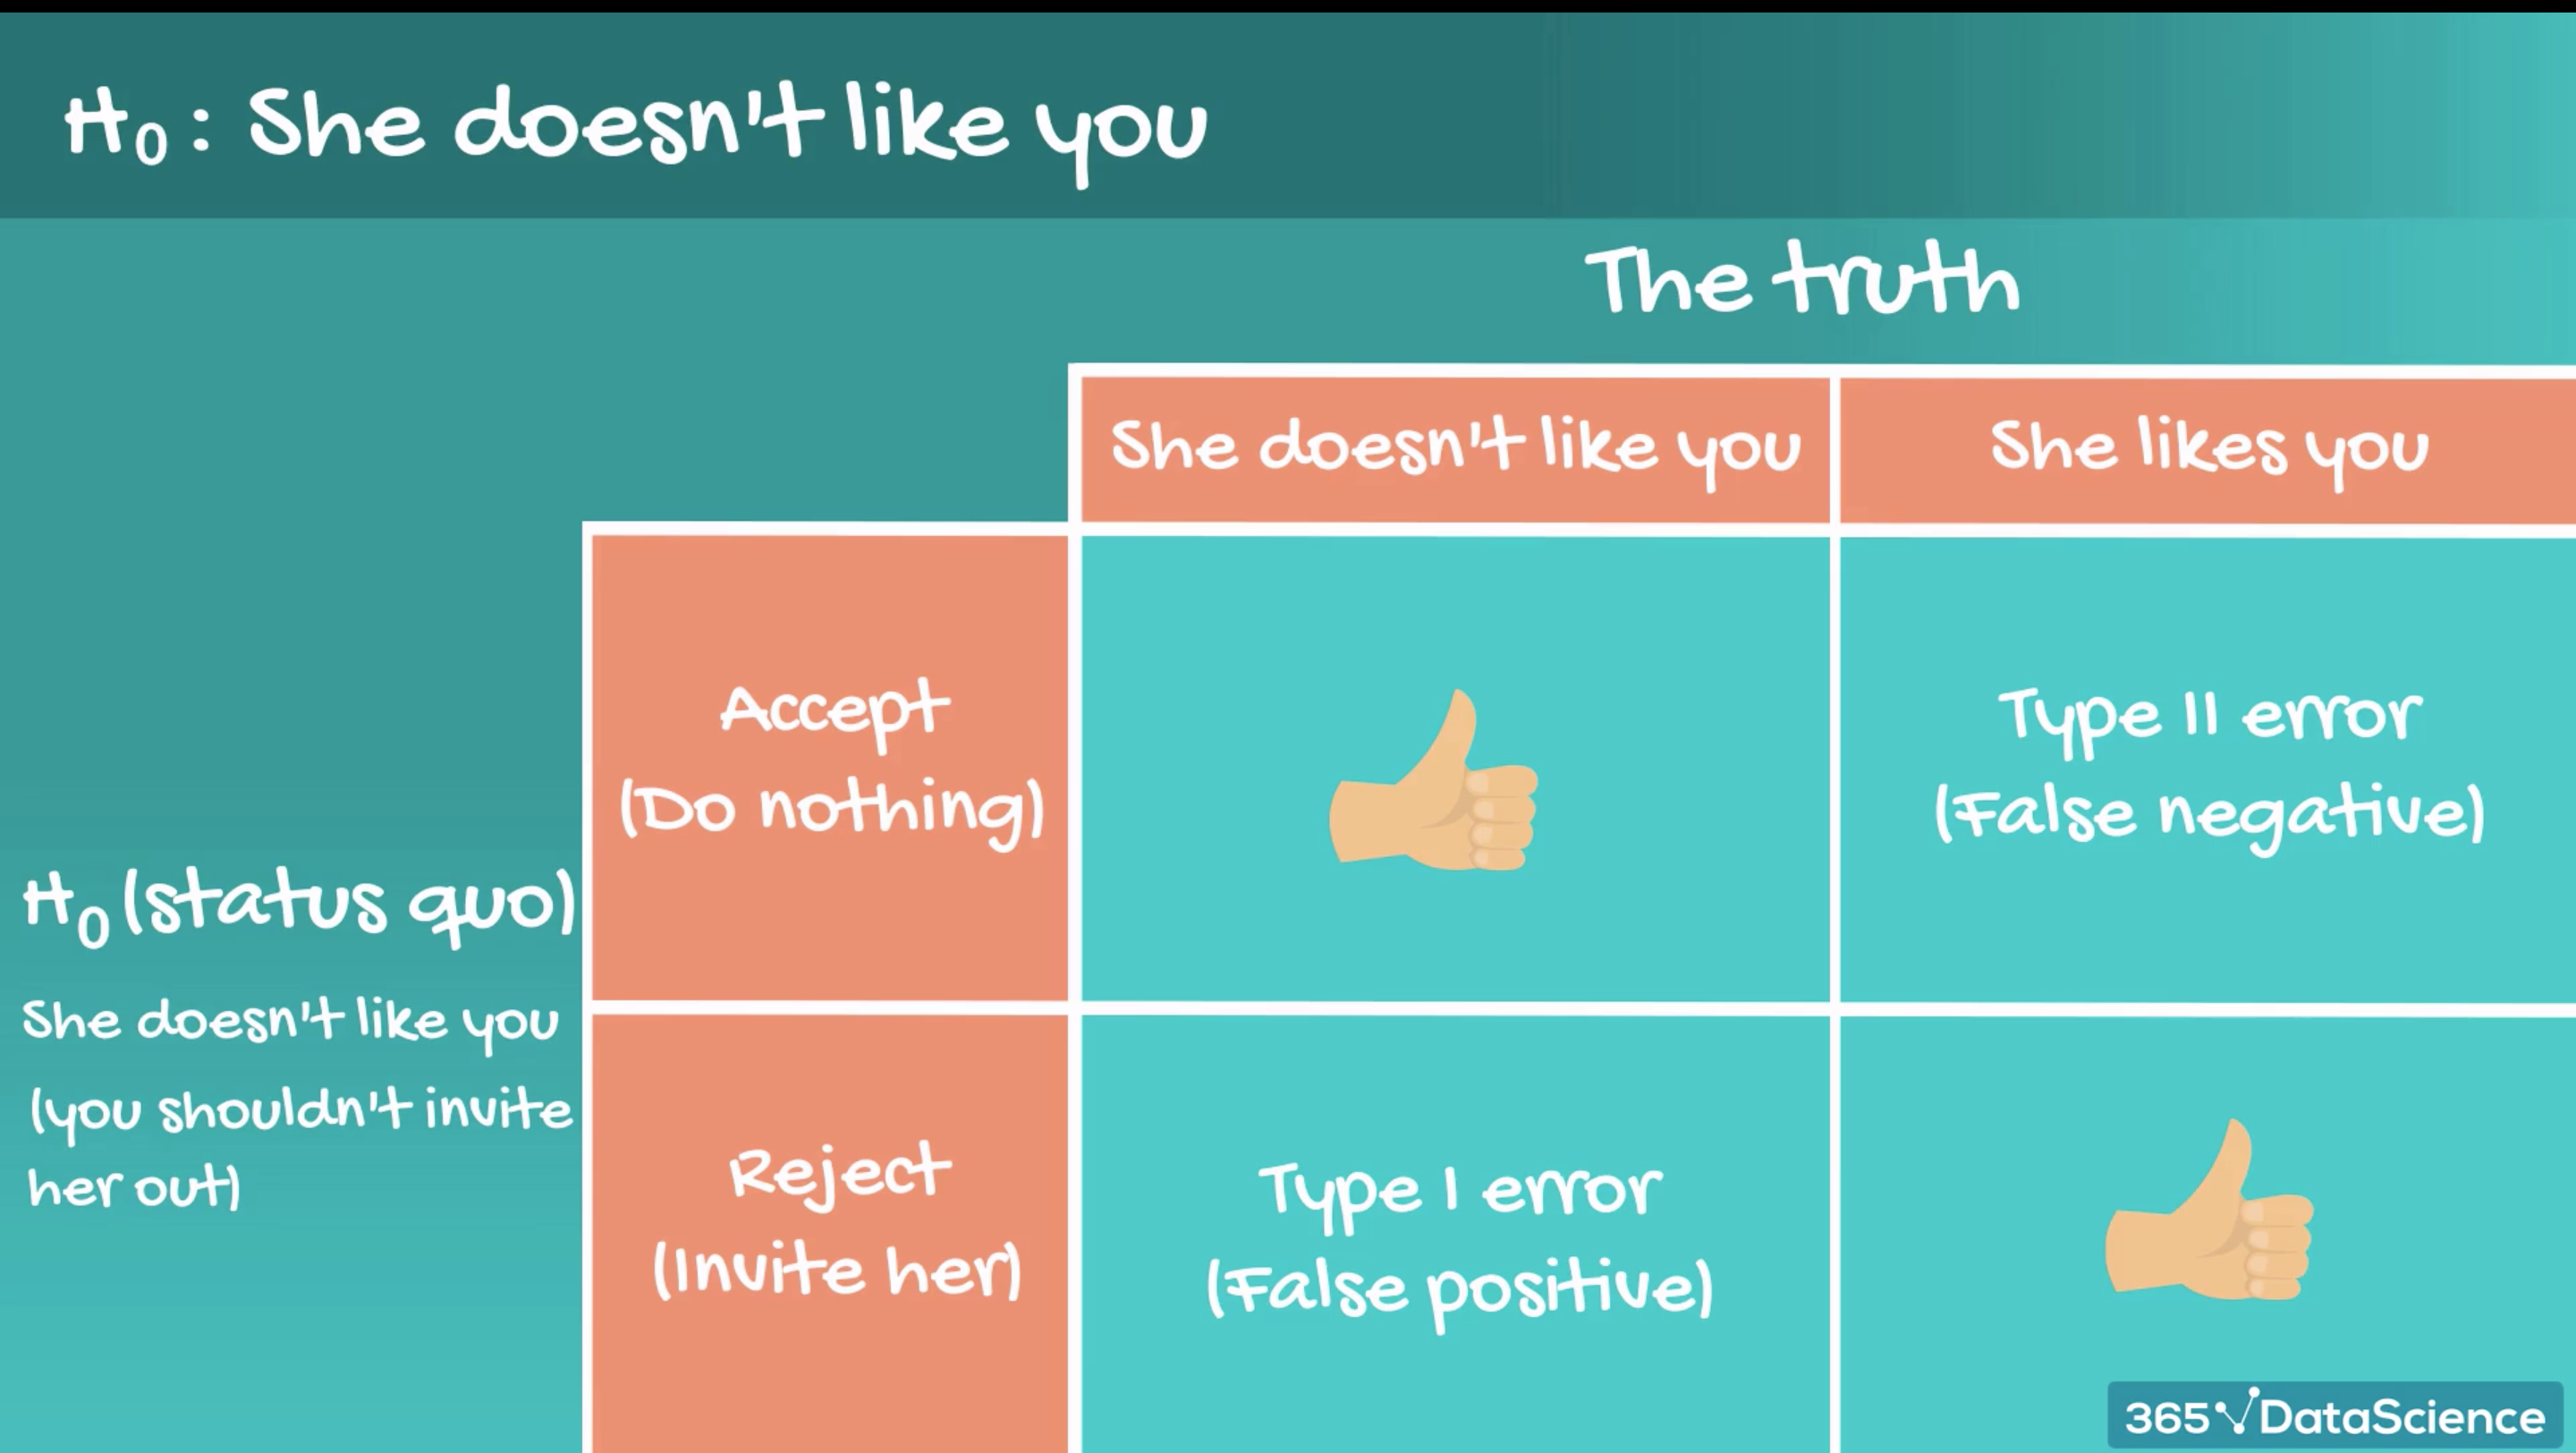 H₀ : She doesn't like you
The truth
She doesn't like you
She likes you
Accept
(Do nothing)
Type II error
(False negative)
H₀ (status quo)
She doesn't like you
(you shouldn't invite
her out)
Reject
(Invite her)
Type I error
(False positive)
365 DataScience